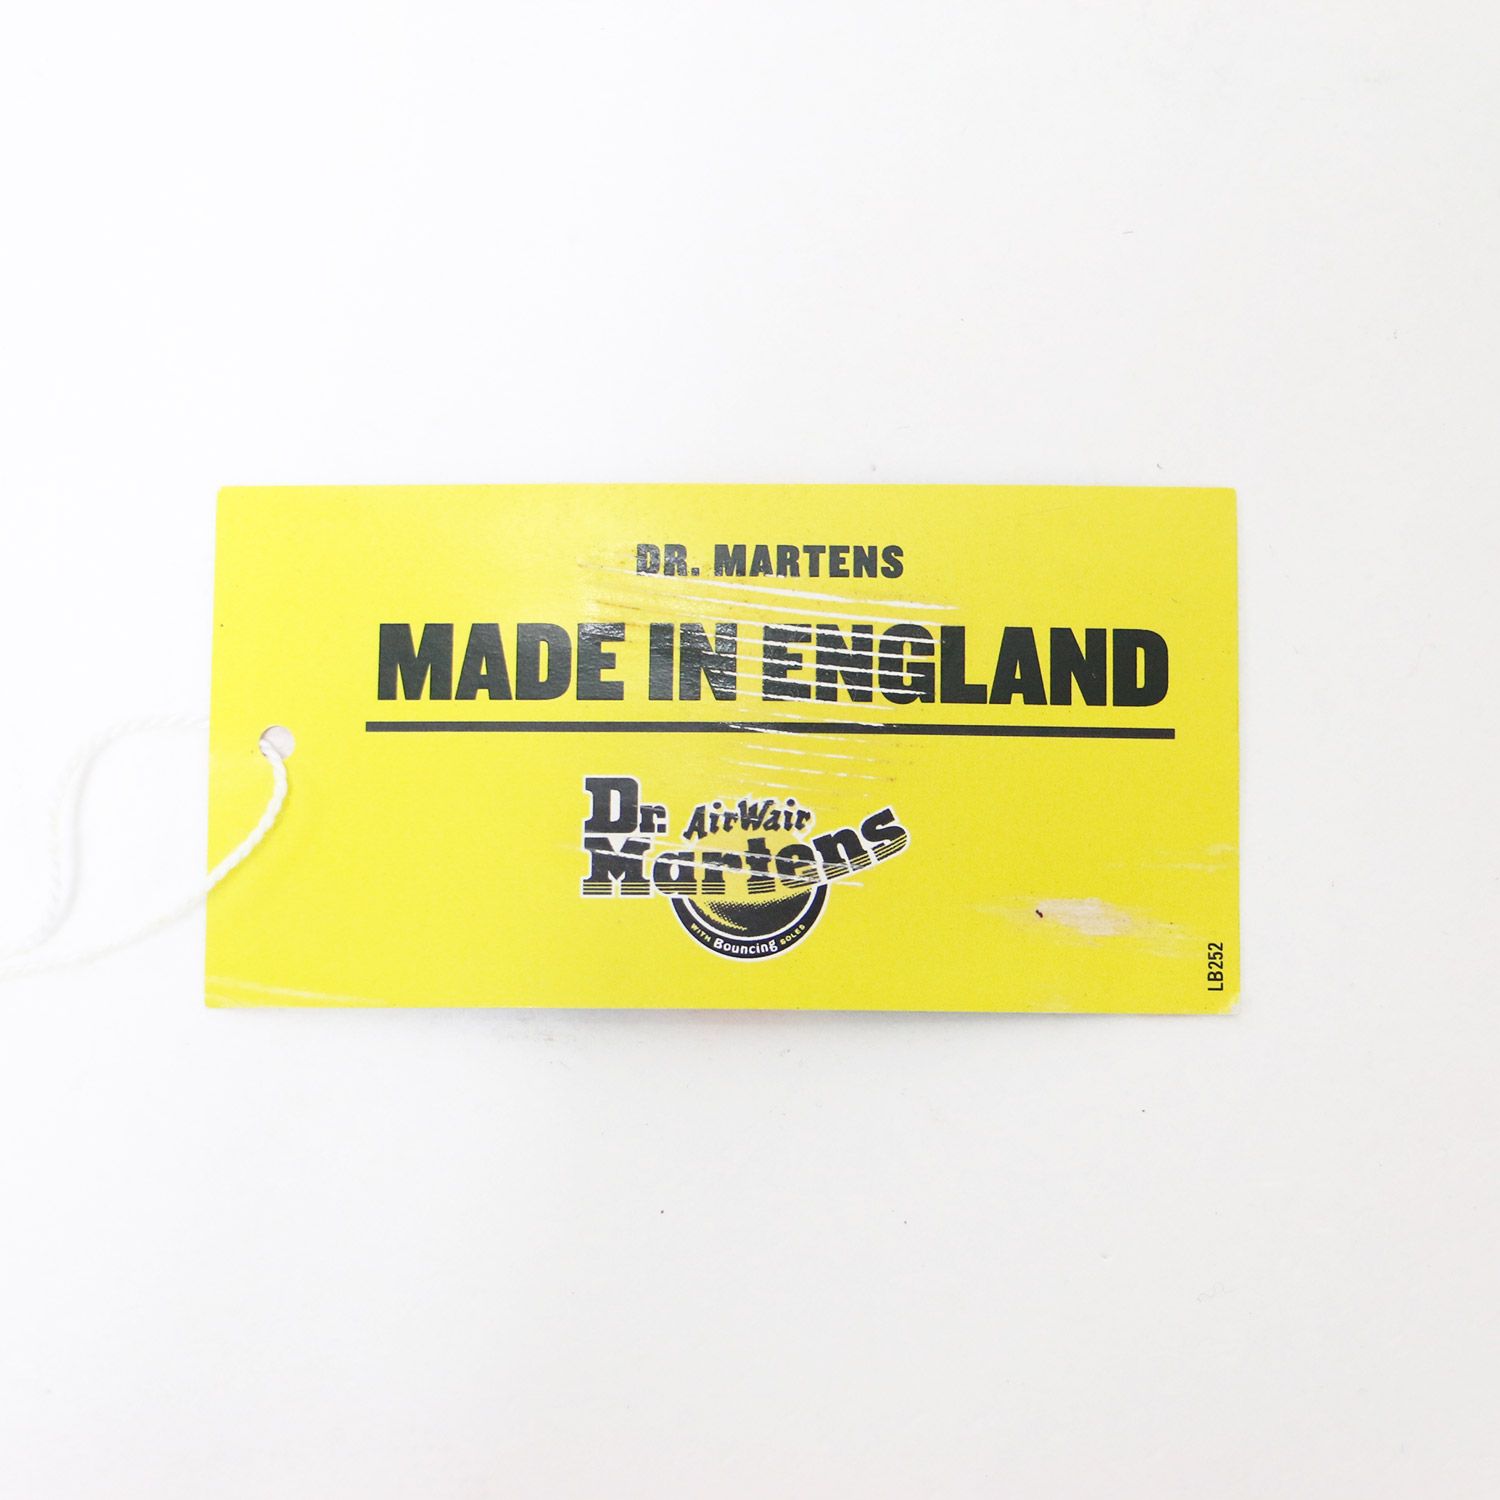 DR. MARTENS
MADE IN ENGLAND
Dr. AirWair
Martens
WITH Bouncing SOLES
LB252